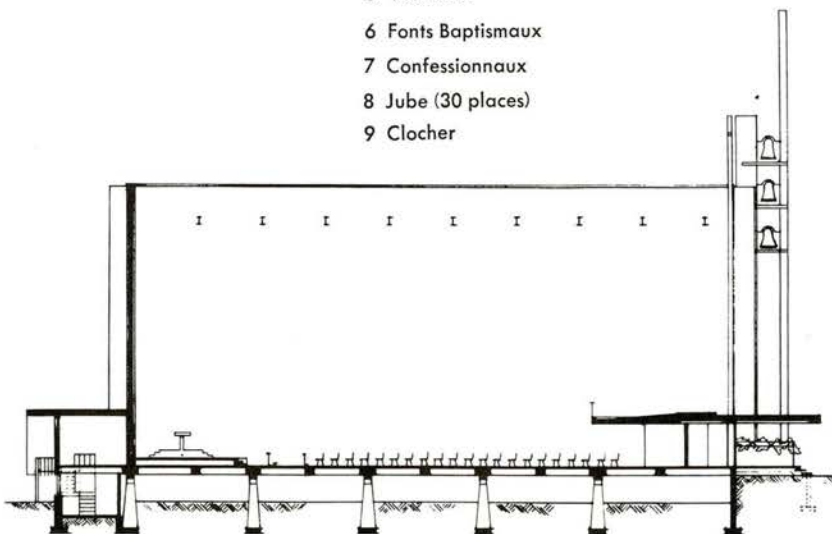 6 Fonts Baptismaux
7 Confessionnaux
8 Jube (30 places)
9 Clocher